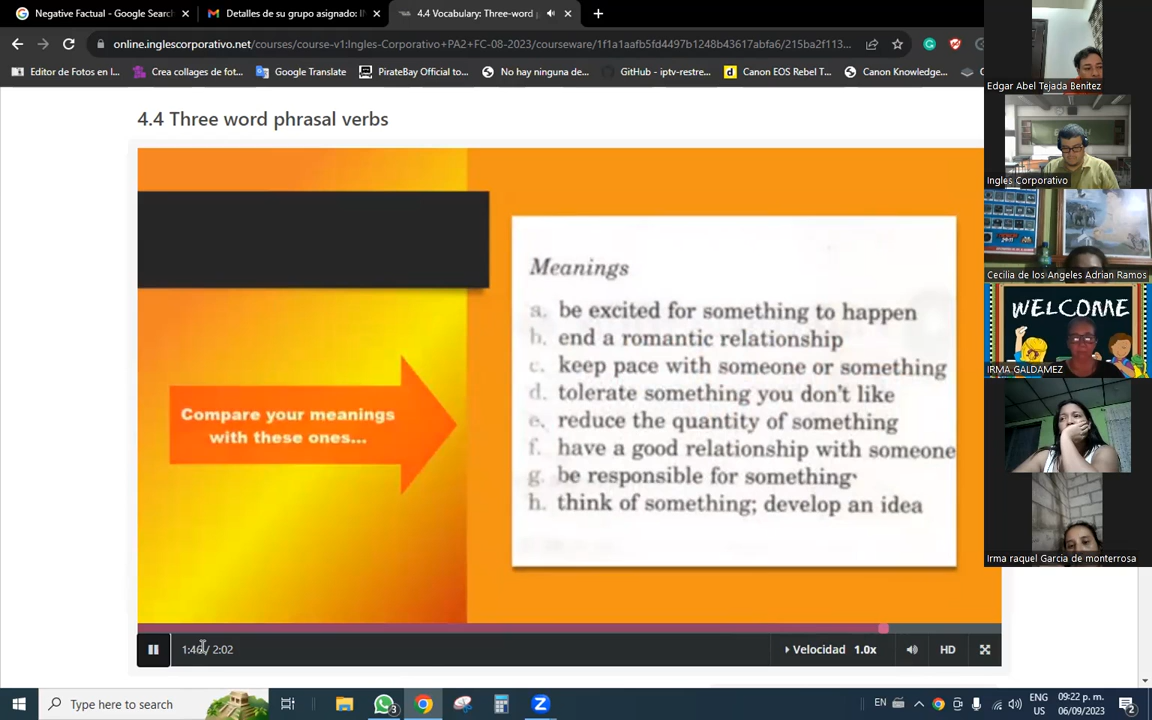 Negative Factual - Google Searc
Detalles de su grupo asignado: I
4.4 Vocabulary: Three-word p
online.inglescorporativo.net/courses/course-v1:Ingles-Corporativo+PA2+FC-08-2023/courseware/1f1a1aafb5fd4497b1248b43617abfa6/215ba2f113...
Editor de Fotos en l...
Crea collages de fot...
Google Translate
PirateBay Official to...
No hay ninguna de...
GitHub - iptv-restre...
Canon EOS Rebel T...
Canon Knowledge...
4.4 Three word phrasal verbs
Compare your meanings
with these ones...
Meanings
a. be excited for something to happen
b. end a romantic relationship
c. keep pace with someone or something
d. tolerate something you don't like
e. reduce the quantity of something
f. have a good relationship with someone
g. be responsible for something
h. think of something; develop an idea
1:46 / 2:02
Velocidad 1.0x
HD
Edgar Abel Tejada Benitez
Ingles Corporativo
Cecilia de los Angeles Adrian Ramos
WELCOME
IRMA GALDAMEZ
Irma raquel Garcia de monterrosa
Type here to search
3
EN
ENG
US
09:22 p. m.
06/09/2023
2